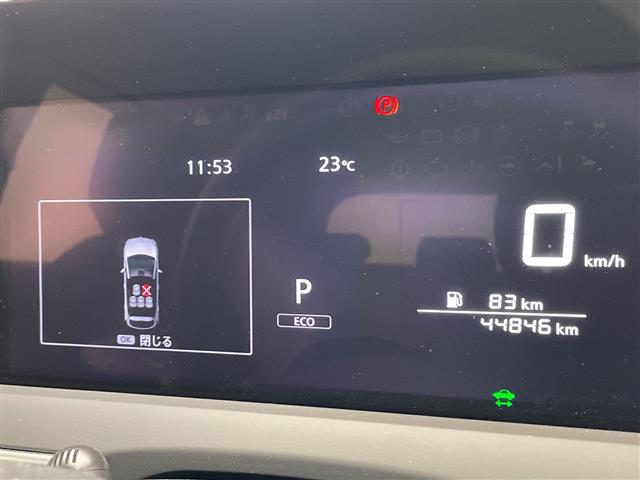 P
11:53
23℃
0 km/h
P
ECO
83 km
44846 km
OK 閉じる